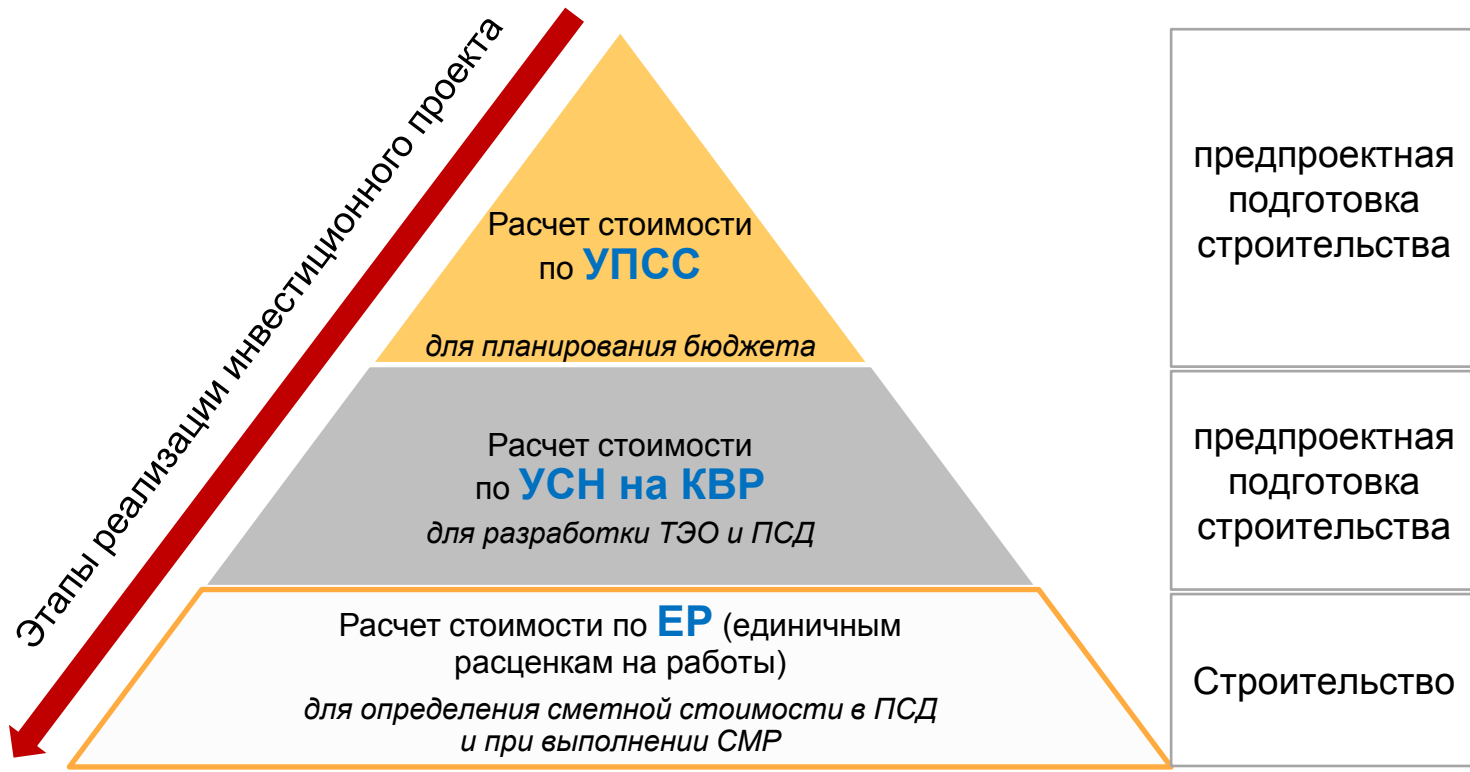 Этапы реализации инвестиционного проекта
Расчет стоимости
по УПСС
для планирования бюджета
предпроектная
подготовка
строительства
Расчет стоимости
по УСН на КВР
для разработки ТЭО и ПСД
предпроектная
подготовка
строительства
Расчет стоимости по ЕР (единичным
расценкам на работы)
для определения сметной стоимости в ПСД
и при выполнении СМР
Строительство